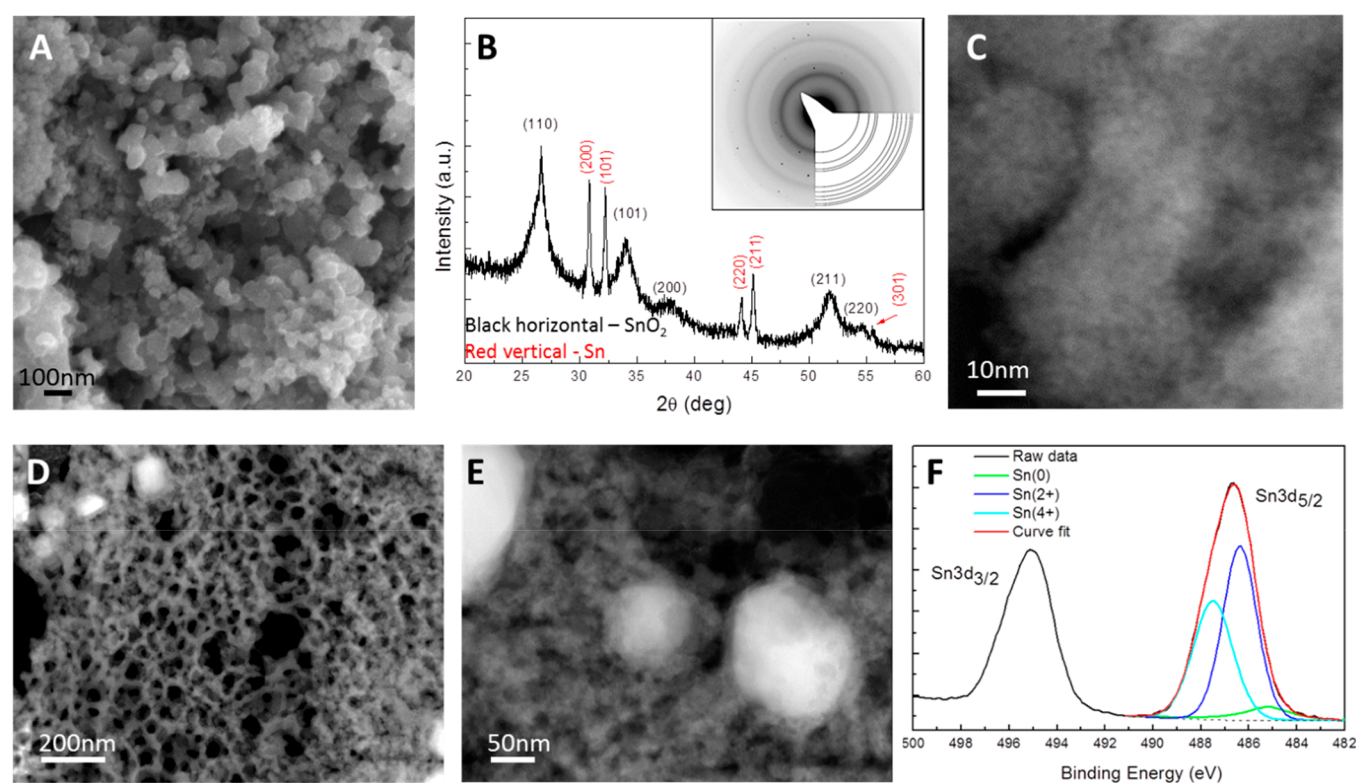 A
100nm
B
Intensity (a.u.)
(110)
(200)
(101)
(101)
(200)
(220)
(211)
(211)
(220)
(301)
Black horizontal – SnO₂
Red vertical - Sn
20 25 30 35 40 45 50 55 60
2θ (deg)
C
10nm
D
200nm
E
50nm
F
Raw data
Sn(0)
Sn(2+)
Sn(4+)
Curve fit
Sn3d₅/₂
Sn3d₃/₂
500 498 496 494 492 490 488 486 484 482
Binding Energy (eV)